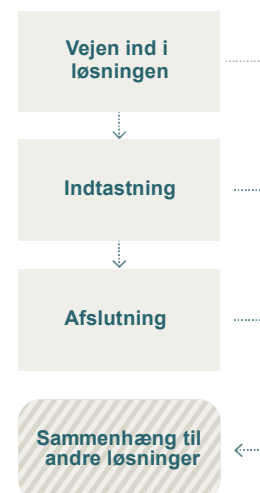 Vejen ind i
løsningen
Indtastning
Afslutning
Sammenhæng til
andre løsninger